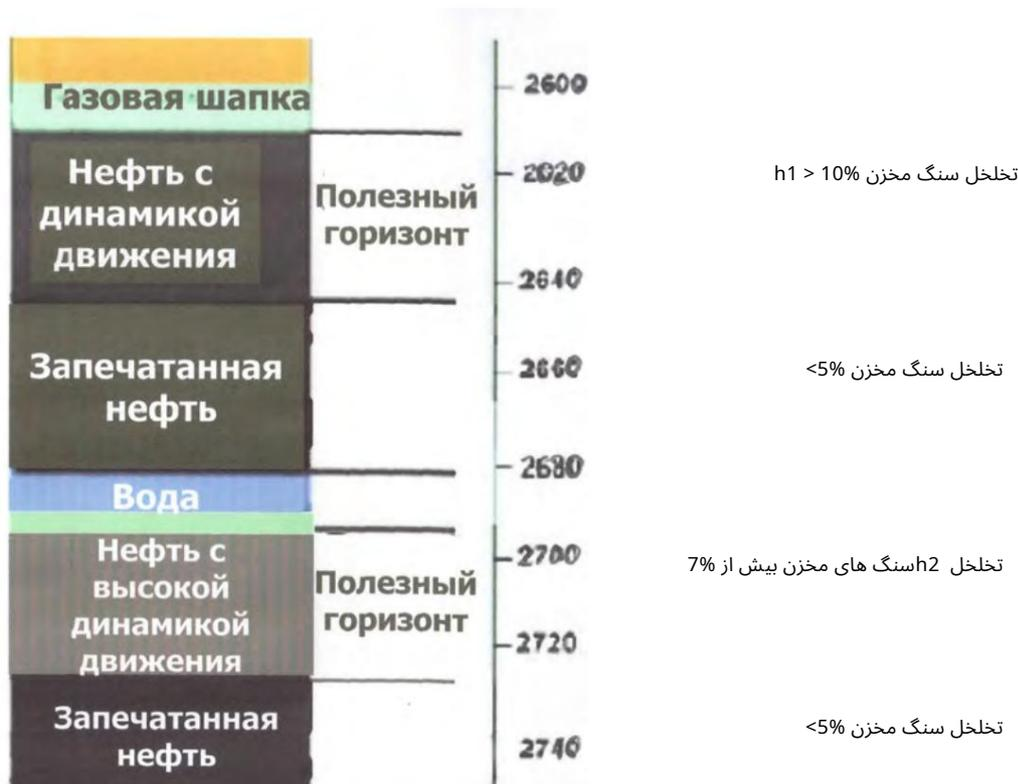 Газовая шапка
2600
Нефть с
динамикой
движения
Полезный
горизонт
2020
تخلخل سنگ مخزن h1 > 10%
2640
Запечатанная
нефть
2660
تخلخل سنگ مخزن 5%>
2680
Вода
Нефть с
высокой
динамикой
движения
Полезный
горизонт
2700
تخلخل h2سنگ های مخزن بیش از 7%
2720
Запечатанная
нефть
2740
تخلخل سنگ مخزن 5%>